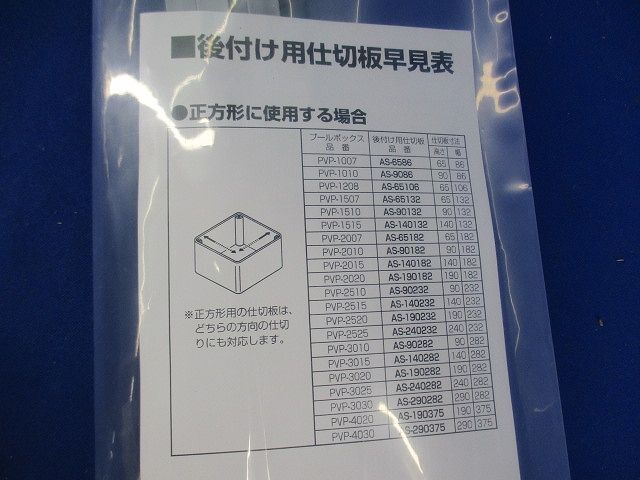 ■後付け用仕切板早見表
●正方形に使用する場合
プールボックス品番 後付け用仕切板品番 仕切板寸法 高さ 幅
PVP-1007 AS-6586 65 86
PVP-1010 AS-9086 90 86
PVP-1208 AS-65106 65 106
PVP-1507 AS-65132 65 132
PVP-1510 AS-90132 90 132
PVP-1515 AS-140132 140 132
PVP-2007 AS-65182 65 182
PVP-2010 AS-90182 90 182
PVP-2015 AS-140182 140 182
PVP-2020 AS-190182 190 182
PVP-2510 AS-90232 90 232
PVP-2515 AS-140232 140 232
PVP-2520 AS-190232 190 232
PVP-2525 AS-240232 240 232
PVP-3010 AS-90282 90 282
PVP-3015 AS-140282 140 282
PVP-3020 AS-190282 190 282
PVP-3025 AS-240282 240 282
PVP-3030 AS-290282 290 282
PVP-4020 AS-190375 190 375
PVP-4030 AS-290375 290 375
※正方形用の仕切板は、
どちらの方向の仕切
りにも対応します。